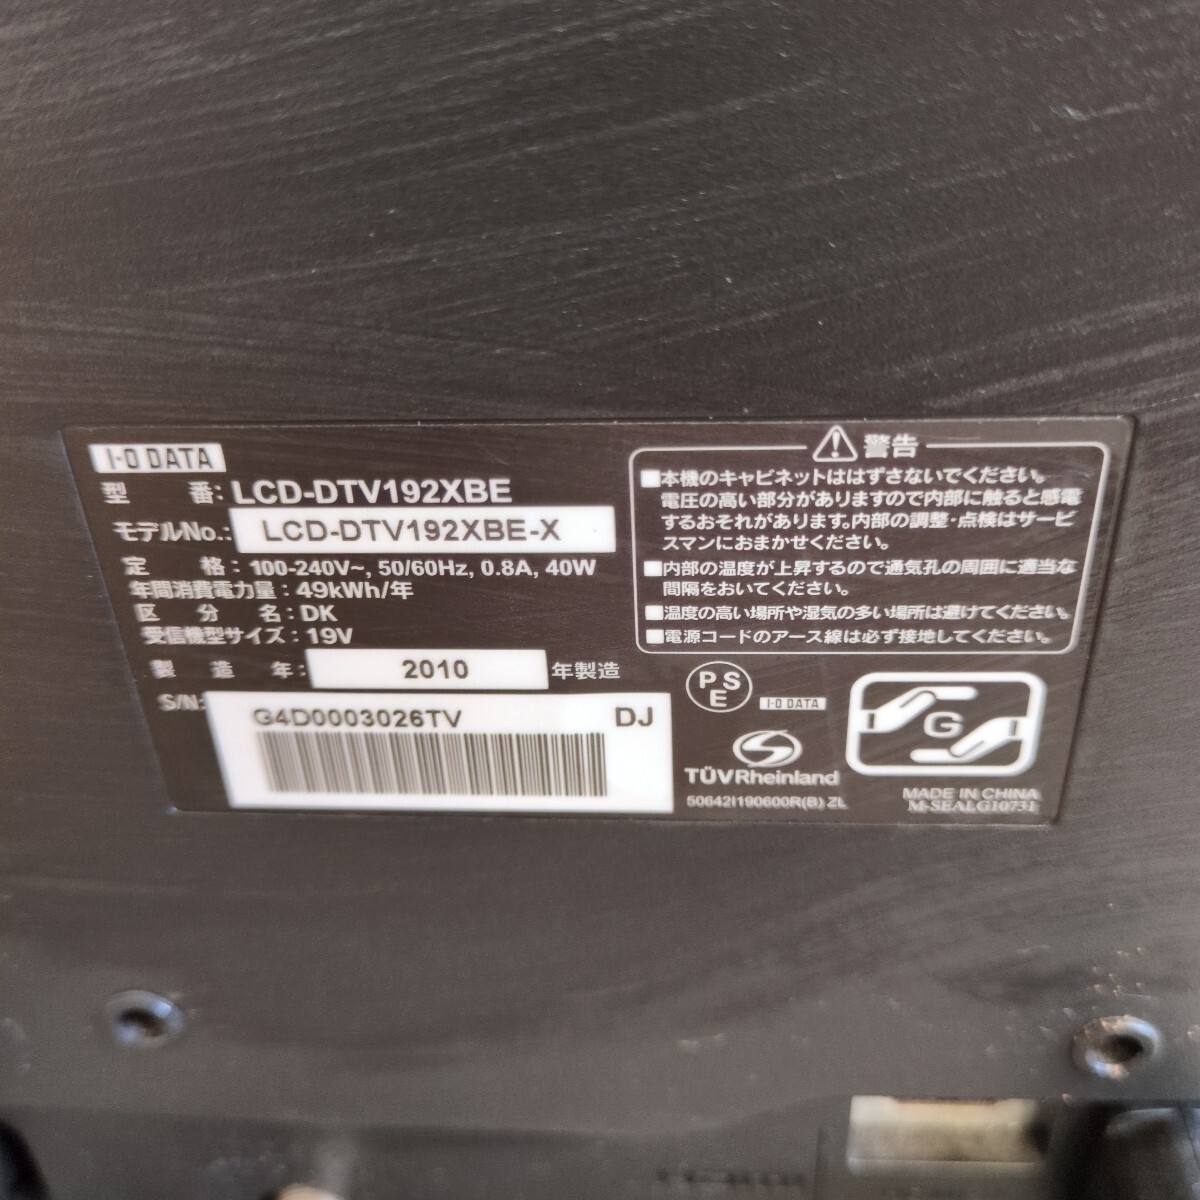 I-O DATA
型 番: LCD-DTV192XBE
モデルNo.: LCD-DTV192XBE-X
定 格: 100-240V~, 50/60Hz, 0.8A, 40W
年間消費電力量: 49kWh/年
区 分 名: DK
受信機型サイズ: 19V
製 造 年: 2010 年製造
S/N: G4D0003026TV DJ
警告
■本機のキャビネットははずさないでください。
電圧の高い部分がありますので内部に触ると感電
するおそれがあります。内部の調整・点検はサービ
スマンにおまかせください。
■内部の温度が上昇するので通気孔の周囲に適当な
間隔をおいてください。
■温度の高い場所や湿気の多い場所は避けてください。
■電源コードのアース線は必ず接地してください。
PSE
I-O DATA
TÜVRheinland
50642I190600R(B) ZL
G
MADE IN CHINA
M-SEALG10731